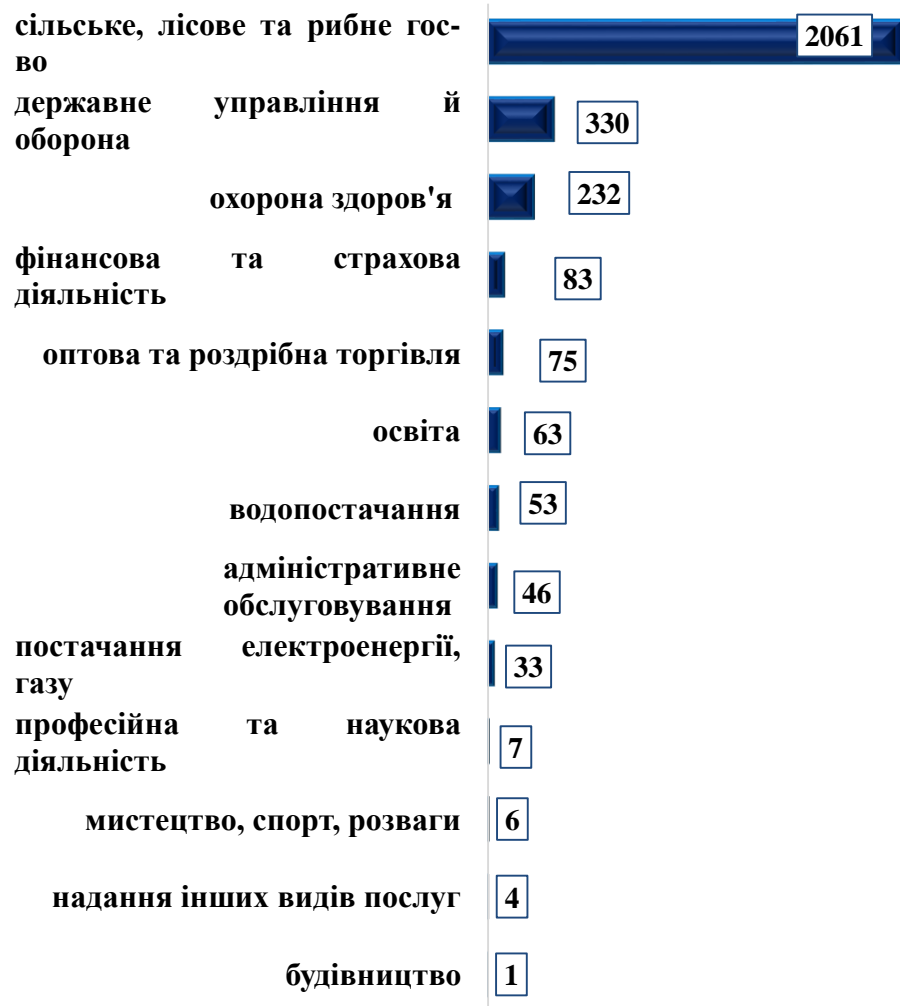 сільське, лісове та рибне гос-
во
2061
державне управління й
оборона
330
охорона здоров'я
232
фінансова та страхова
діяльність
83
оптова та роздрібна торгівля
75
освіта
63
водопостачання
53
адміністративне
обслуговування
46
постачання електроенергії,
газу
33
професійна та наукова
діяльність
7
мистецтво, спорт, розваги
6
надання інших видів послуг
4
будівництво
1